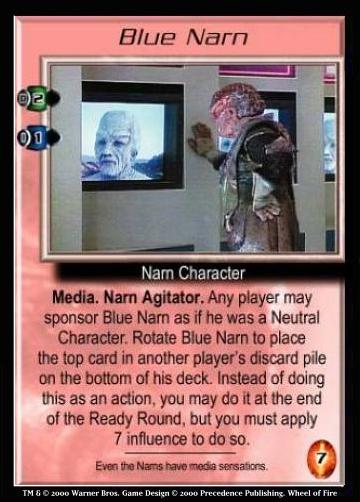 Blue Narn
2
1
Narn Character
Media. Narn Agitator. Any player may
sponsor Blue Narn as if he was a Neutral
Character. Rotate Blue Narn to place
the top card in another player's discard pile
on the bottom of his deck. Instead of doing
this as an action, you may do it at the end
of the Ready Round, but you must apply
7 influence to do so.
Even the Narns have media sensations.
7
TM & © 2000 Warner Bros. Game Design © 2000 Precedence Publishing. Wheel of Fire